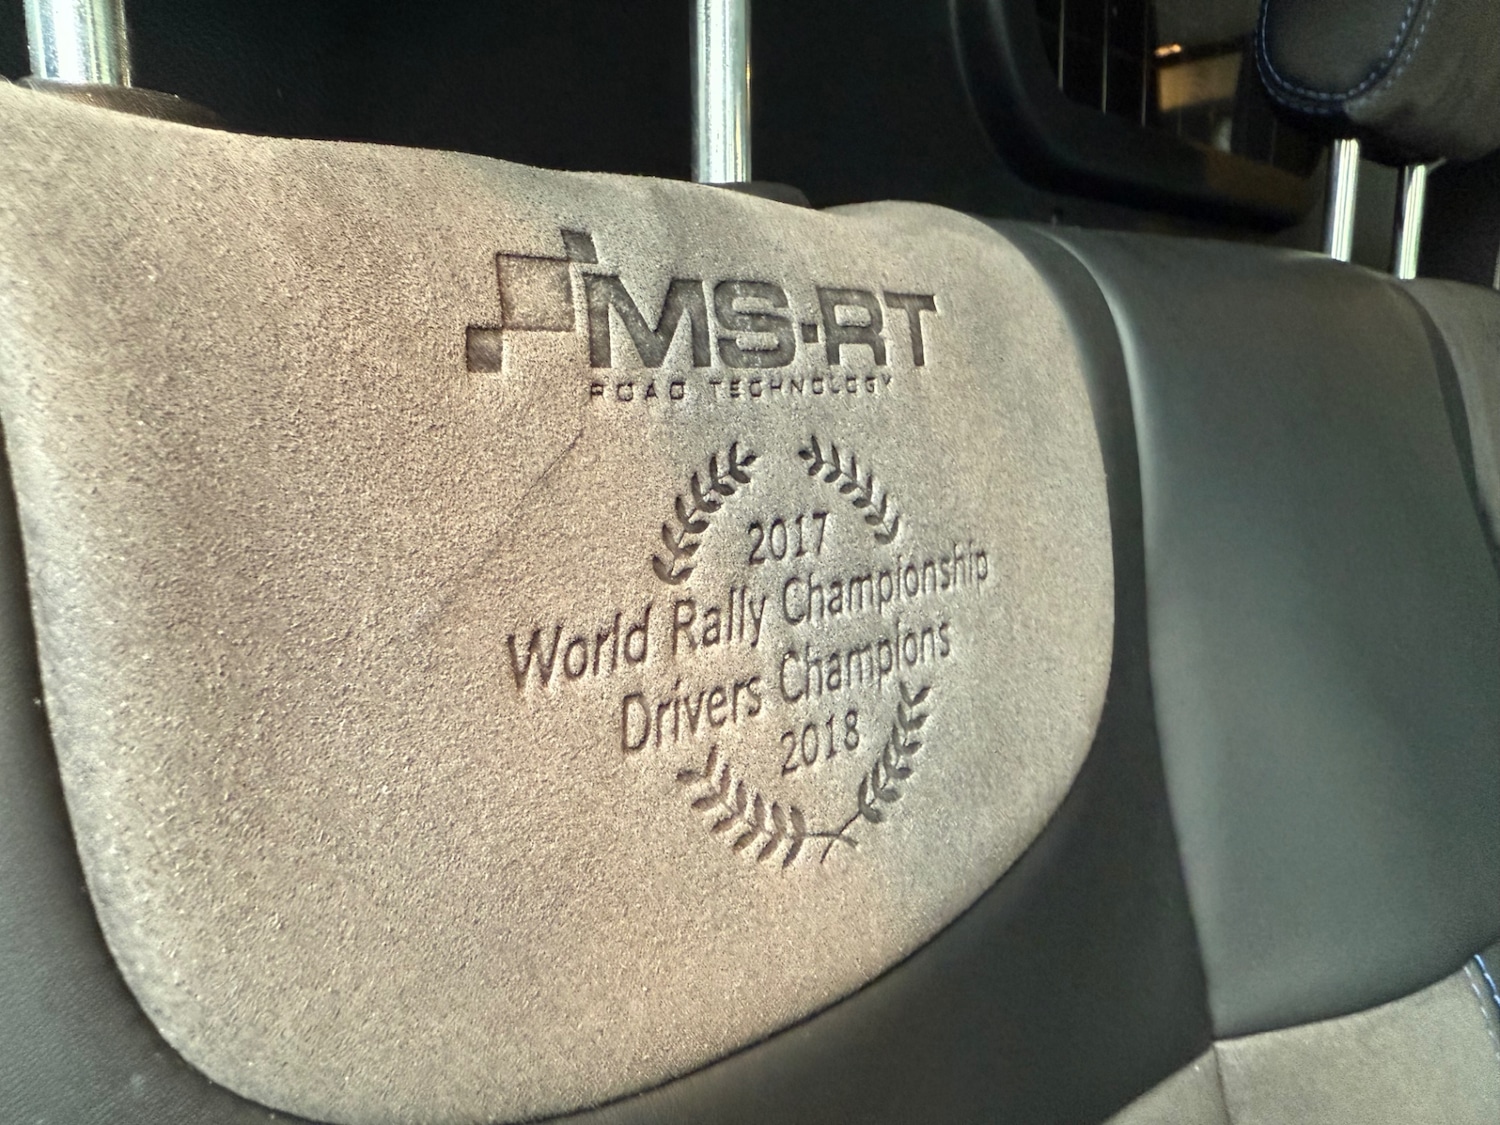 MS-RT
ROAD TECHNOLOGY
2017
World Rally Championship
Drivers Champions
2018